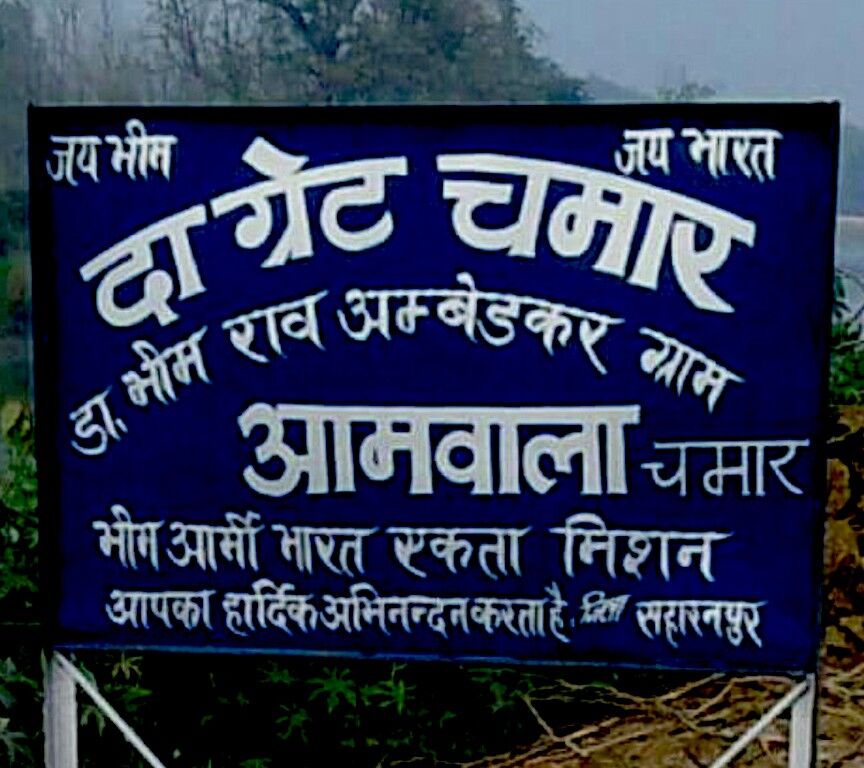 जय भीम जय भारत
दा ग्रेट चमार
डा. भीम राव अम्बेडकर ग्राम
आमवाला चमार
भीम आर्मी भारत एकता मिशन
आपका हार्दिक अभिनन्दन करता है, जिला सहारनपुर